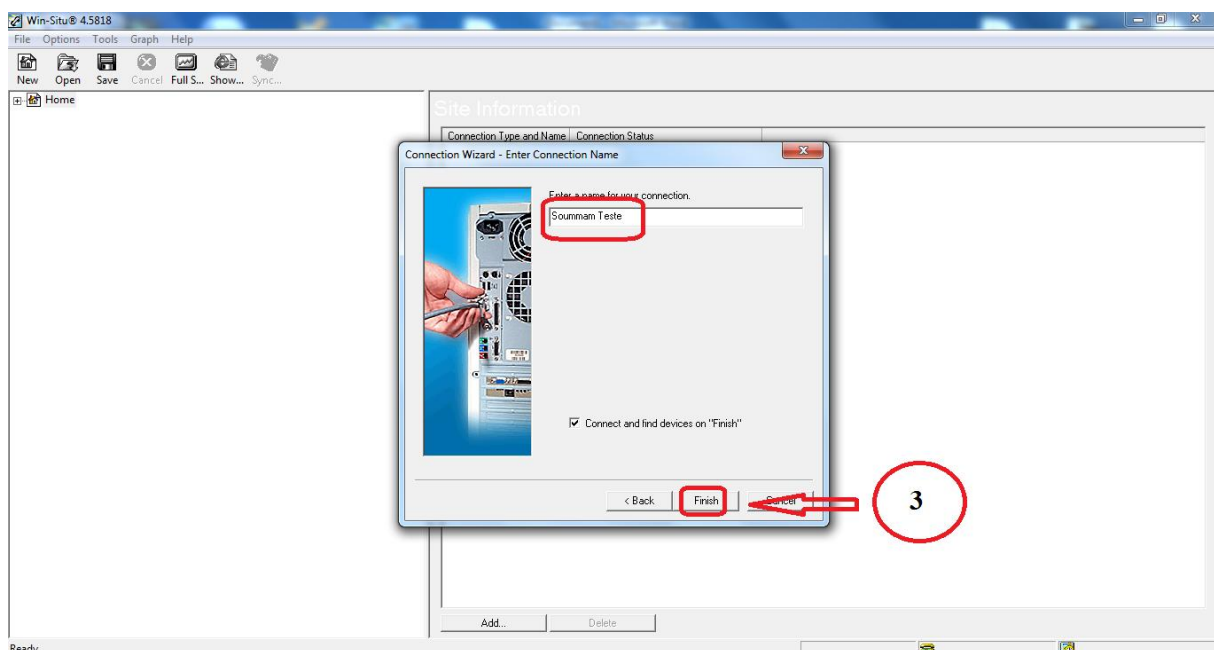 Win-Situ® 4.5818
File Options Tools Graph Help
New Open Save Cancel Full S... Show... Sync...
Home
Site Information
Connection Type and Name Connection Status
Connection Wizard - Enter Connection Name
Enter a name for your connection.
Soummam Teste
Connect and find devices on "Finish"
< Back Finish Cancel
3
Add... Delete
Ready